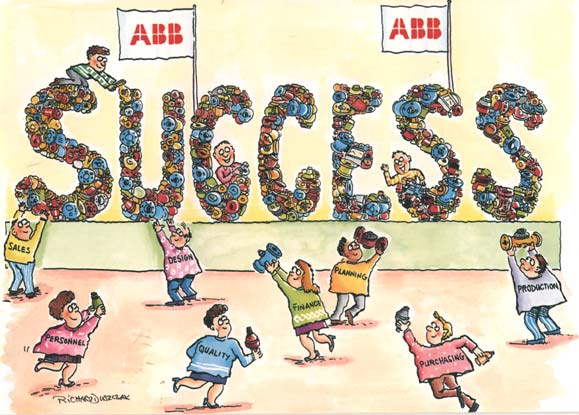 ABB
ABB
SUCCESS
SALES
DESIGN
PLANNING
PRODUCTION
FINANCE
PERSONNEL
QUALITY
PURCHASING
RICHARD DUSZCZAK